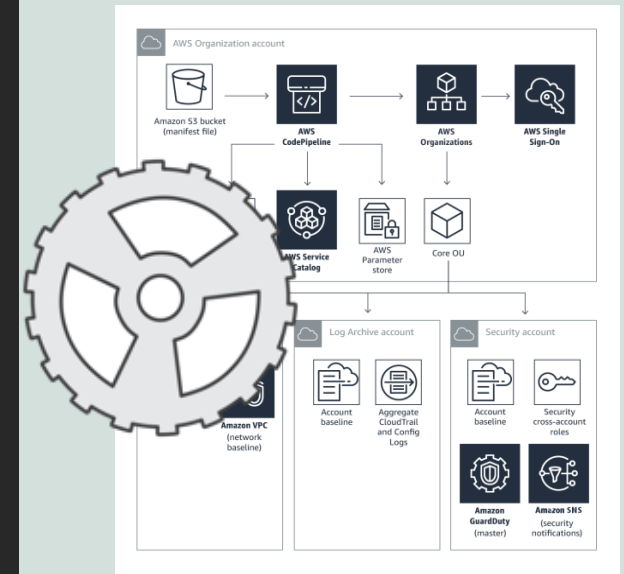 AWS Organization account
Amazon S3 bucket
(manifest file)
AWS
CodePipeline
AWS
Organizations
AWS Single
Sign-On
AWS Service
Catalog
AWS
Parameter
store
Core OU
Log Archive account
Security account
Amazon VPC
(network
baseline)
Account
baseline
Aggregate
CloudTrail
and Config
Logs
Account
baseline
Security
cross-account
roles
Amazon
GuardDuty
(master)
Amazon SNS
(security
notifications)